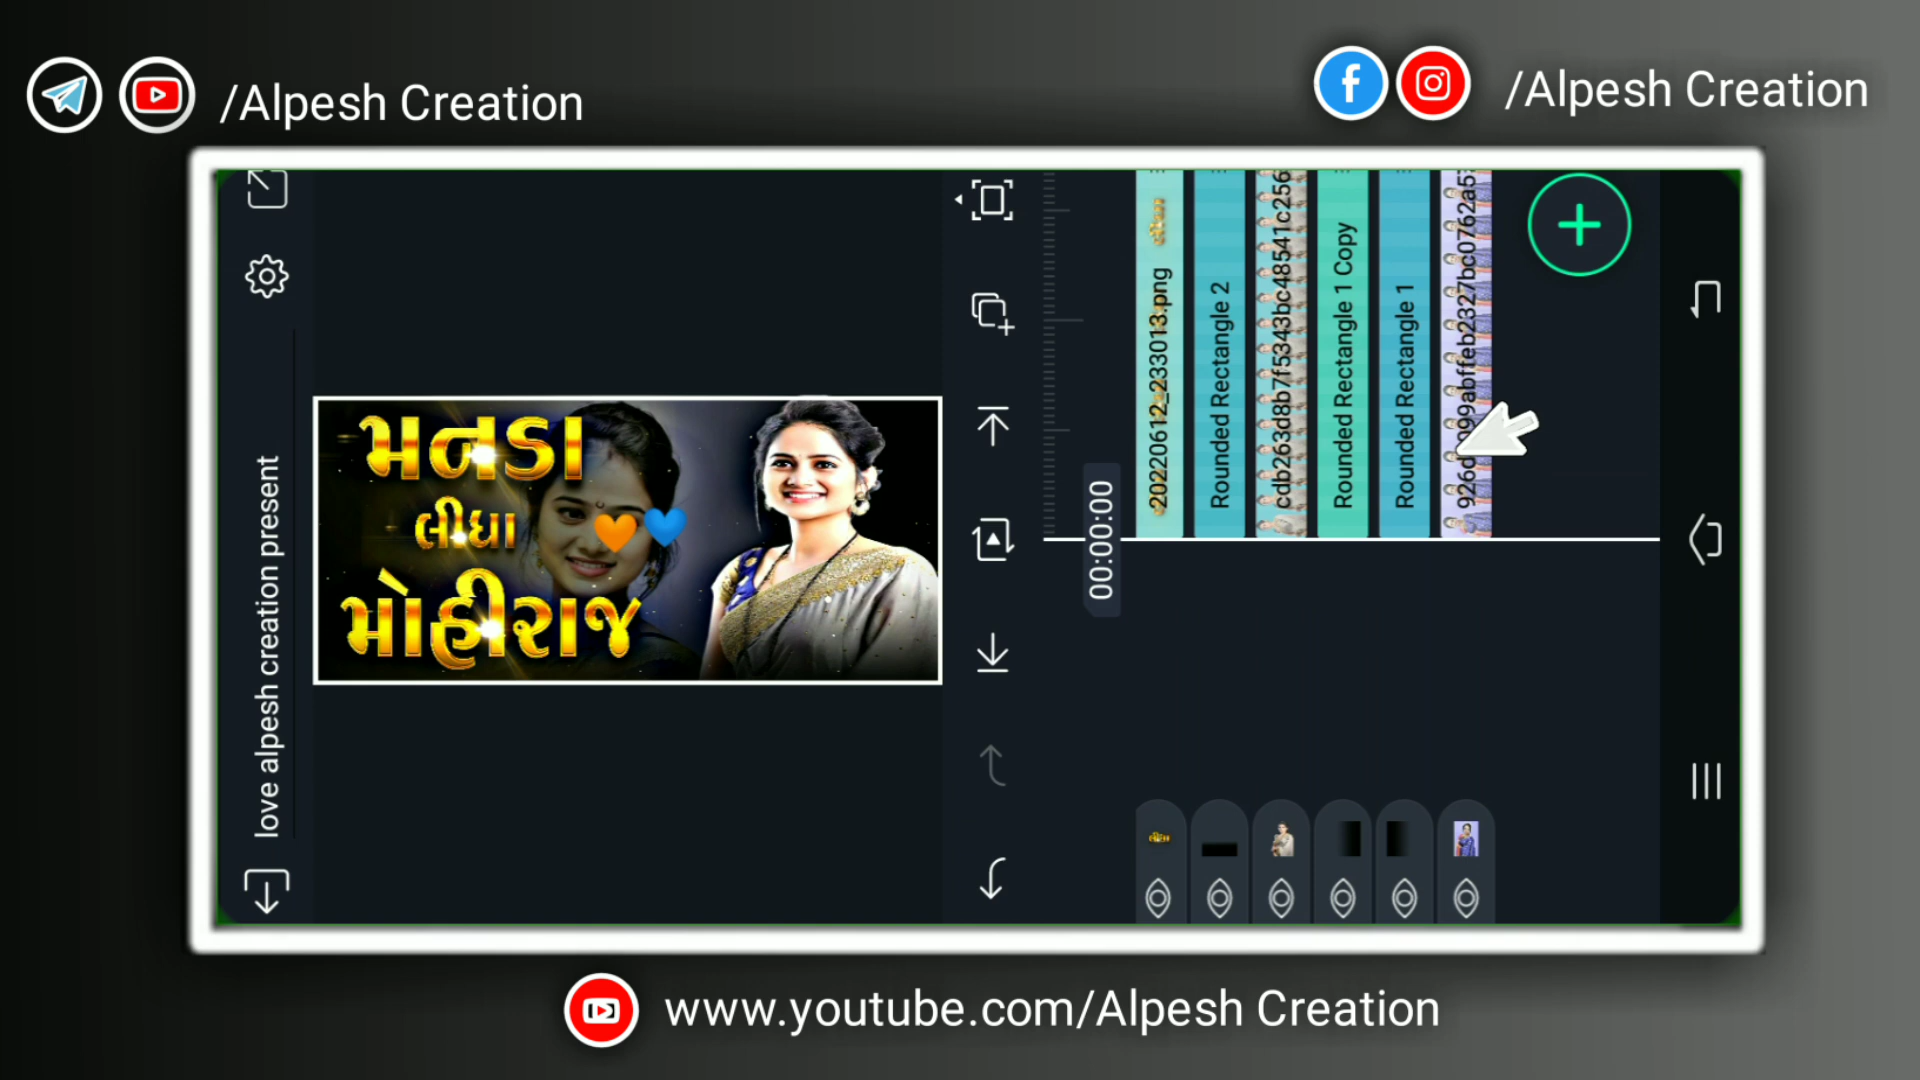 /Alpesh Creation
/Alpesh Creation
love alpesh creation present
મનડા
લીધા
મોહીરાજ
00:00:00
20220612_233013.png
Rounded Rectangle 2
cdb263d8b7f5343bc48541c256
Rounded Rectangle 1 Copy
Rounded Rectangle 1
www.youtube.com/Alpesh Creation